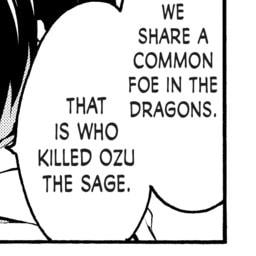 WE
SHARE A
COMMON
FOE IN THE
DRAGONS.
THAT
IS WHO
KILLED OZU
THE SAGE.